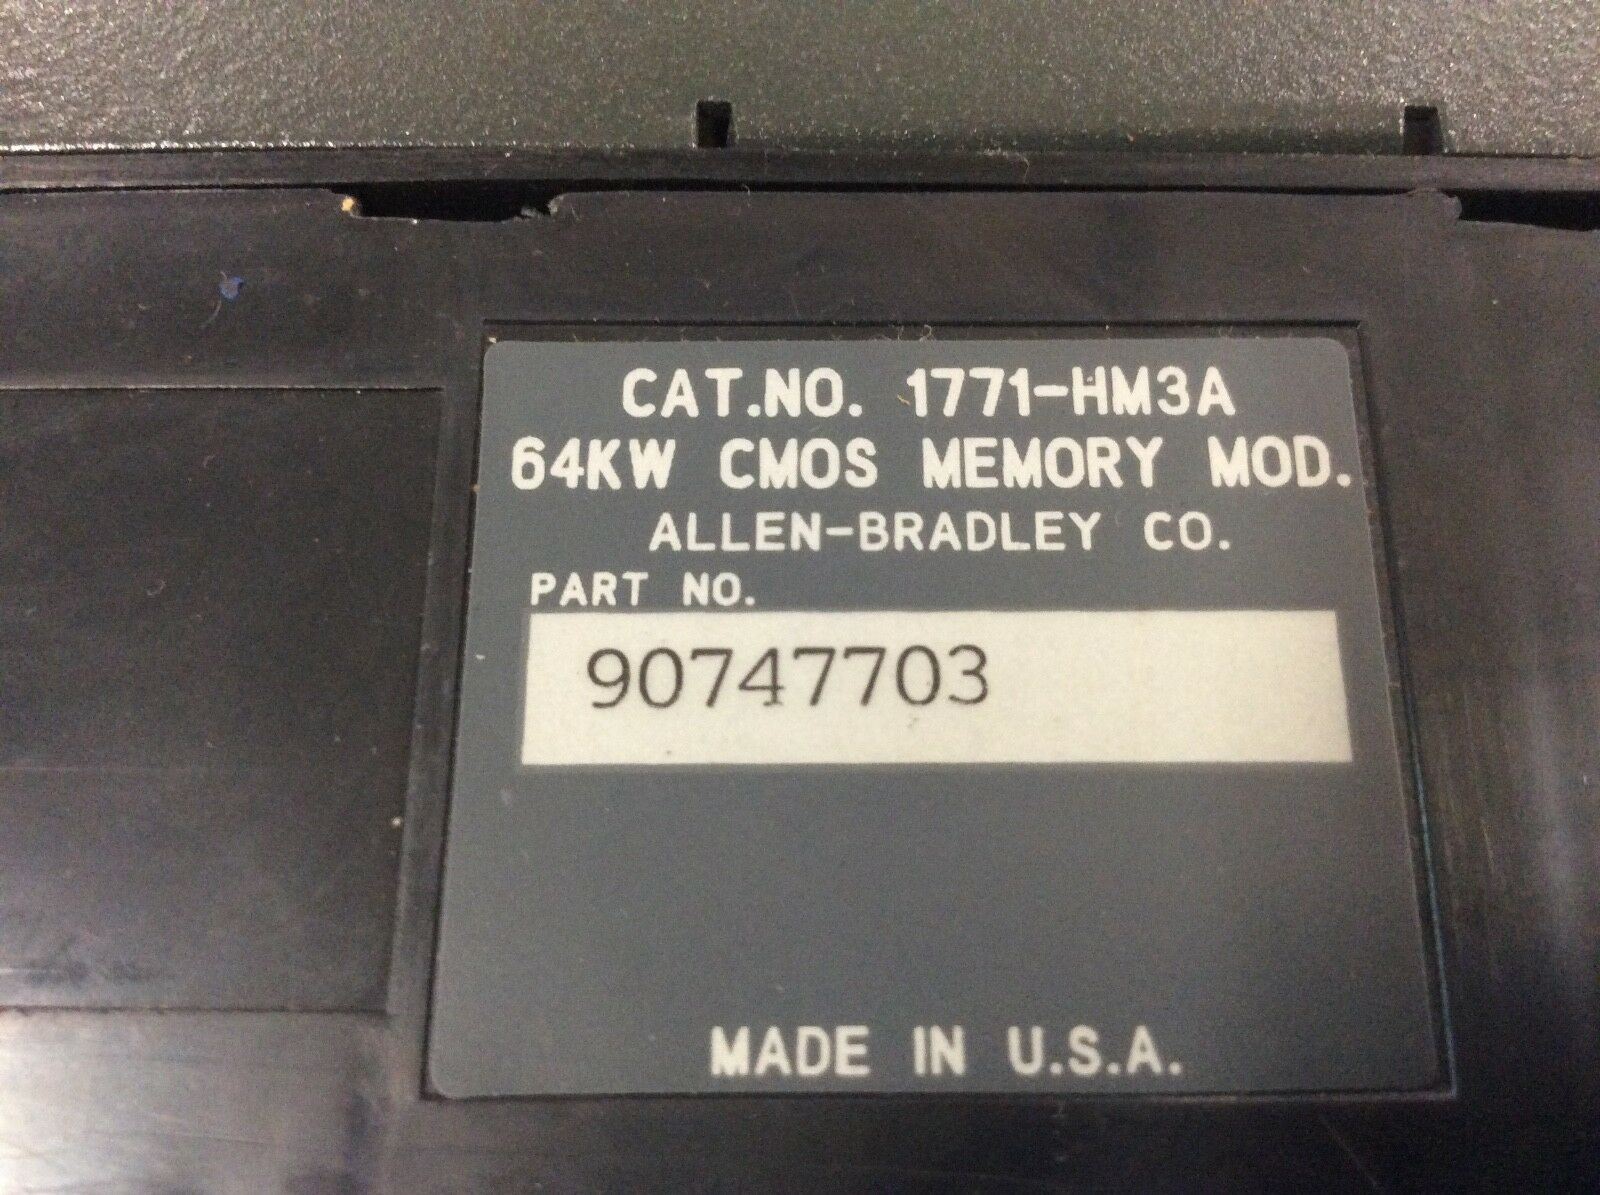 CAT.NO. 1771-HM3A
64KW CMOS MEMORY MOD.
ALLEN-BRADLEY CO.
PART NO.
90747703
MADE IN U.S.A.